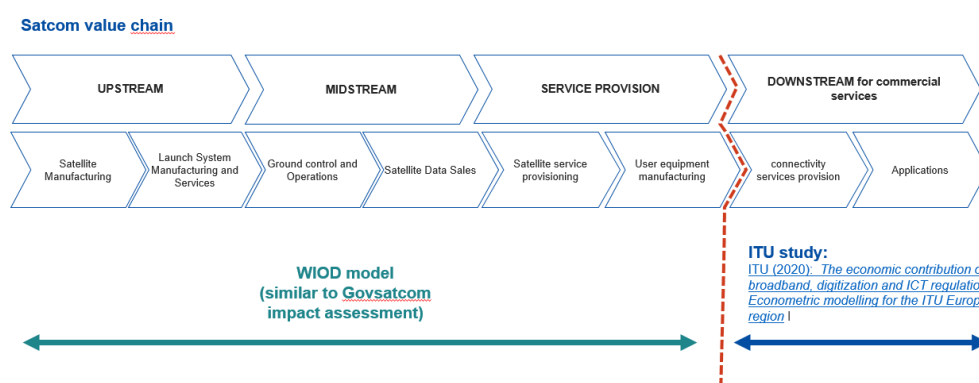 Satcom value chain
UPSTREAM
MIDSTREAM
SERVICE PROVISION
DOWNSTREAM for commercial
services
Satellite
Manufacturing
Launch System
Manufacturing and
Services
Ground control and
Operations
Satellite Data Sales
Satellite service
provisioning
User equipment
manufacturing
connectivity
services provision
Applications
WIOD model
(similar to Govsatcom
impact assessment)
ITU study:
ITU (2020): The economic contribution
broadband, digitization and ICT
Econometric modelling for the ITU
region